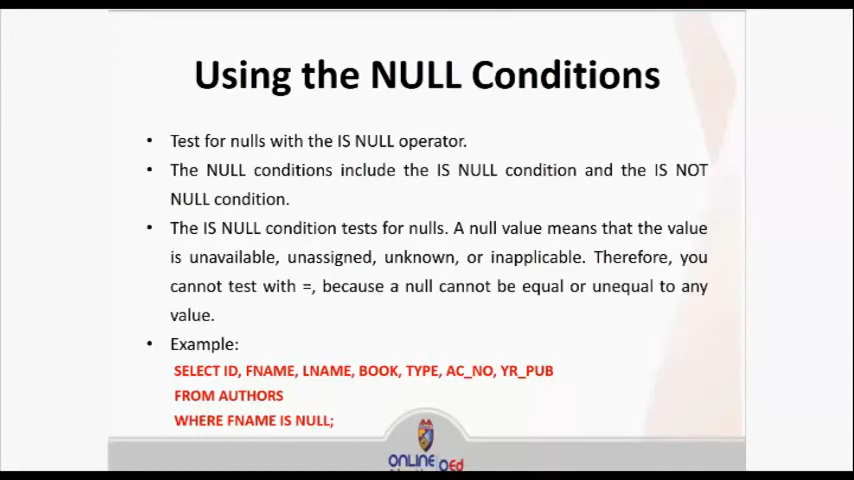 Using the NULL Conditions
• Test for nulls with the IS NULL operator.
• The NULL conditions include the IS NULL condition and the IS NOT
NULL condition.
• The IS NULL condition tests for nulls. A null value means that the value
is unavailable, unassigned, unknown, or inapplicable. Therefore, you
cannot test with =, because a null cannot be equal or unequal to any
value.
• Example:
SELECT ID, FNAME, LNAME, BOOK, TYPE, AC_NO, YR_PUB
FROM AUTHORS
WHERE FNAME IS NULL;
ONLINE
OEd